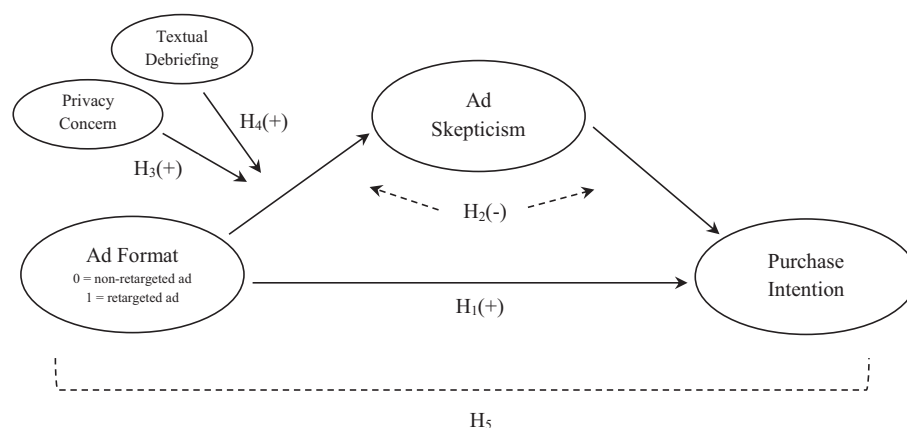 Textual
Debriefing
Privacy
Concern
H4(+)
H3(+)
Ad
Skepticism
H2(-)
Ad Format
0 = non-retargeted ad
1 = retargeted ad
Purchase
Intention
H1(+)
H5